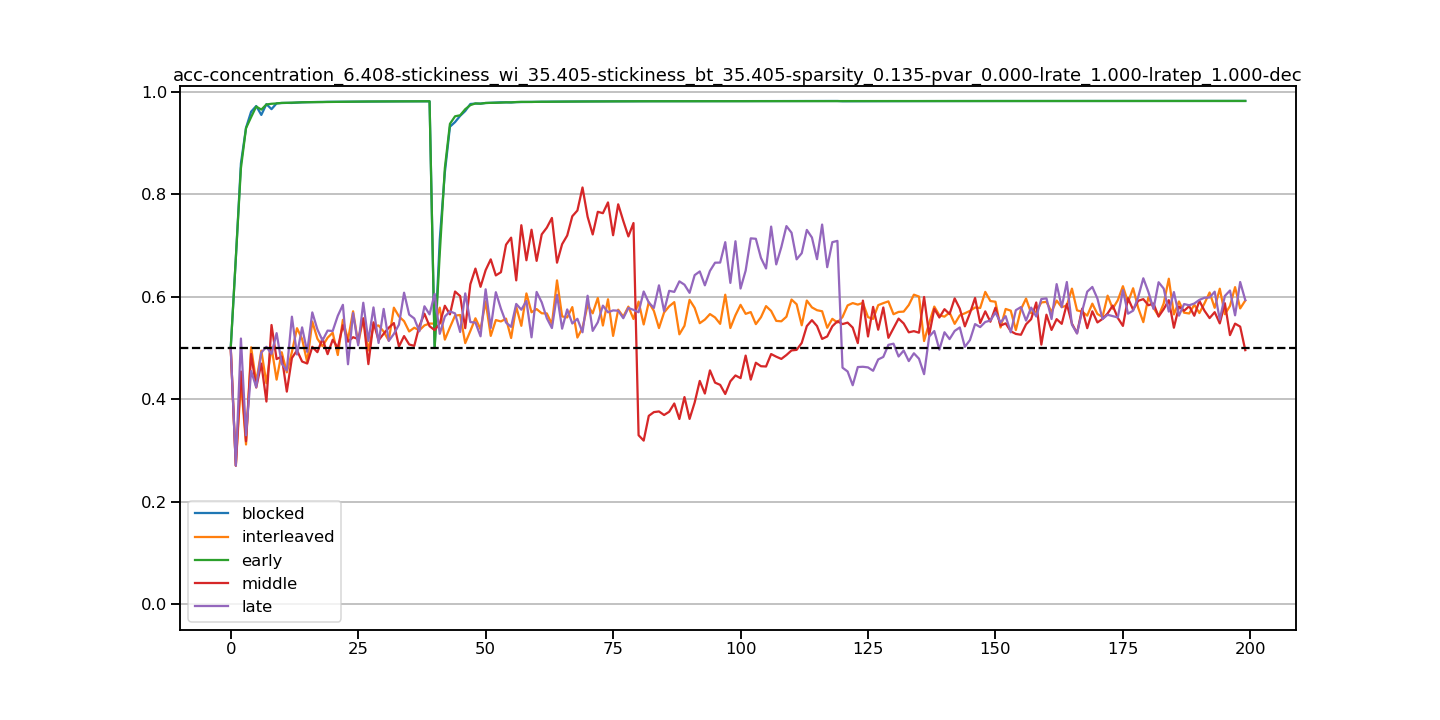 acc-concentration_6.408-stickiness_wi_35.405-stickiness_bt_35.405-sparsity_0.135-pvar_0.000-lrate_1.000-lratep_1.000-dec
1.0
0.8
0.6
0.4
0.2
0.0
blocked
interleaved
early
middle
late
0 25 50 75 100 125 150 175 200